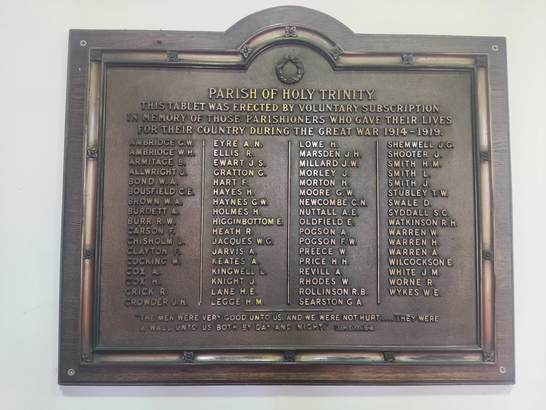 PARISH OF HOLY TRINITY
THIS TABLET WAS ERECTED BY VOLUNTARY SUBSCRIPTION
IN MEMORY OF THOSE PARISHIONERS WHO GAVE THEIR LIVES
FOR THEIR COUNTRY DURING THE GREAT WAR 1914-1919.
AMBRIDGE G.W.
AMBRIDGE W.H.
ARMITAGE B.
ALLWRIGHT J.
BOND W.A.
BOUSFIELD C.E.
BROWN W.A.
BURDETT A.
BURR R.W.
CARSON F.
CHISHOLM L.
CLAYTON F.
COCKING W.
COX A.
COX H.
CRICK R.
CROWDER J.H.
EYRE A.N.
ELLIS R.
EWART J.S.
GRATTON G.
HART F.
HAYES H.
HAYNES G.W.
HOLMES H.
HIGGINBOTTOM E.
HEATH R.
JACQUES W.G.
JARVIS A.
KEATES A.
KINGWELL L.
KNIGHT J.
LANE H.E.
LEGGE H.M.
LOWE H.
MARSDEN J.H.
MILLARD J.W.
MORLEY J.
MORTON H.
MOORE G.W.
NEWCOMBE C.N.
NUTTALL A.E.
OLDFIELD E.
POGSON A.
POGSON F.W.
PREECE W.
PRICE H.H.
REVILL A.
RHODES W.
ROLLINSON R.B.
SEARSTON G.A.
SHEMWELL J.G.
SHOOTER J.
SMITH H.M.
SMITH L.
SMITH J.
STUBLEY T.W.
SWALE D.
SYDDALL S.C.
WATKINSON R.H.
WARREN W.
WARREN H.
WARREN A.
WILCOCKSON E.
WHITE J.M.
WORNE R.
WYKES W.E.
"THE MEN WERE VERY GOOD UNTO US, AND WE WERE NOT HURT..... THEY WERE
A WALL UNTO US BOTH BY DAY AND NIGHT."